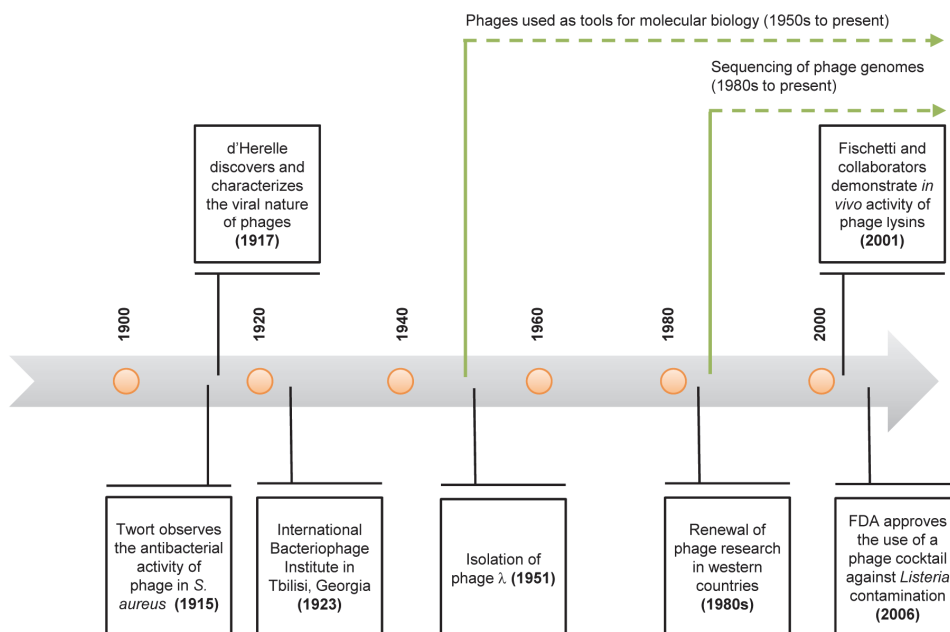 Phages used as tools for molecular biology (1950s to present)
Sequencing of phage genomes
(1980s to present)
d'Herelle
discovers and
characterizes
the viral nature
of phages
(1917)
Fischetti and
collaborators
demonstrate in
vivo activity of
phage lysins
(2001)
1900
1920
1940
1960
1980
2000
Twort observes
the antibacterial
activity of
phage in S.
aureus (1915)
International
Bacteriophage
Institute in
Tbilisi, Georgia
(1923)
Isolation of
phage λ (1951)
Renewal of
phage research
in western
countries
(1980s)
FDA approves
the use of a
phage cocktail
against Listeria
contamination
(2006)